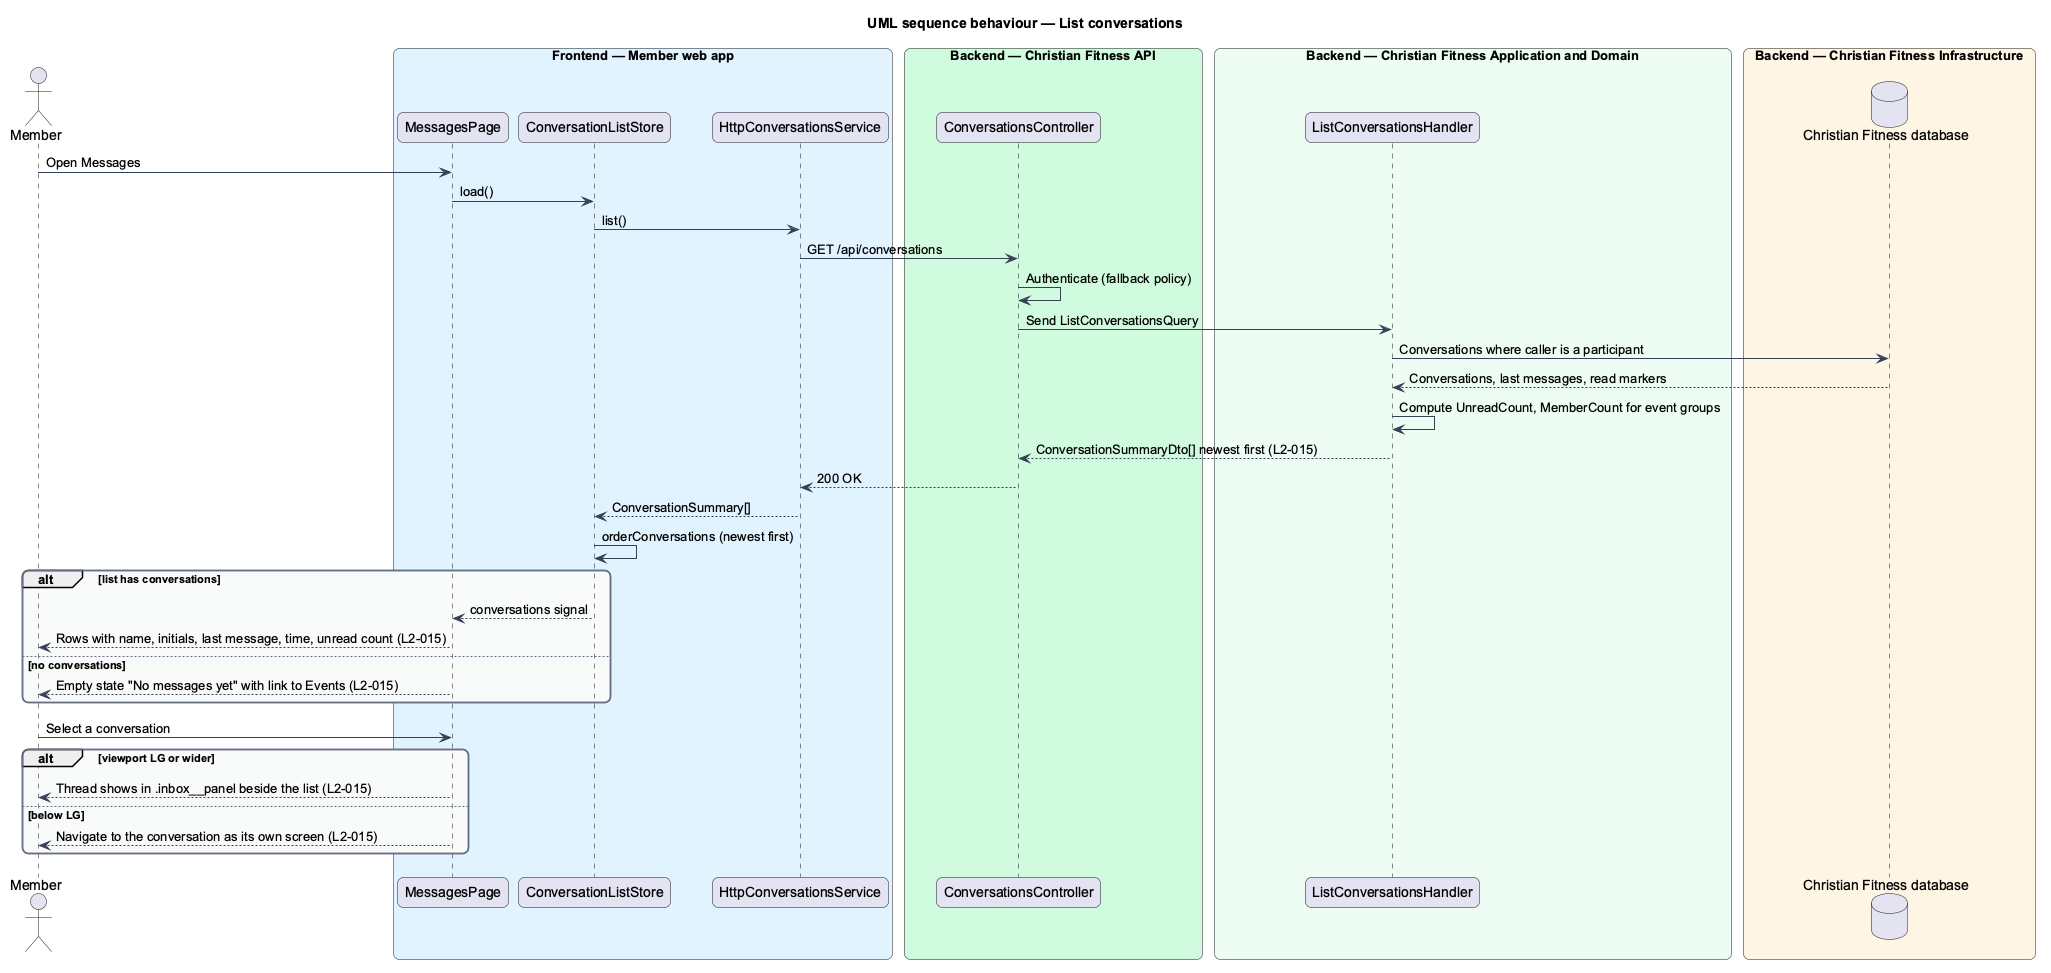 UML sequence behaviour — List conversations
Frontend — Member web app
Backend — Christian Fitness API
Backend — Christian Fitness Application and Domain
Backend — Christian Fitness Infrastructure
Member
MessagesPage
ConversationListStore
HttpConversationsService
ConversationsController
ListConversationsHandler
Christian Fitness database
Open Messages
load()
list()
GET /api/conversations
Authenticate (fallback policy)
Send ListConversationsQuery
Conversations where caller is a participant
Conversations, last messages, read markers
Compute UnreadCount, MemberCount for event groups
ConversationSummaryDto[] newest first (L2-015)
200 OK
ConversationSummary[]
orderConversations (newest first)
alt
[list has conversations]
conversations signal
Rows with name, initials, last message, time, unread count (L2-015)
[no conversations]
Empty state "No messages yet" with link to Events (L2-015)
Select a conversation
alt
[viewport LG or wider]
Thread shows in .inbox__panel beside the list (L2-015)
[below LG]
Navigate to the conversation as its own screen (L2-015)
Member
MessagesPage
ConversationListStore
HttpConversationsService
ConversationsController
ListConversationsHandler
Christian Fitness database